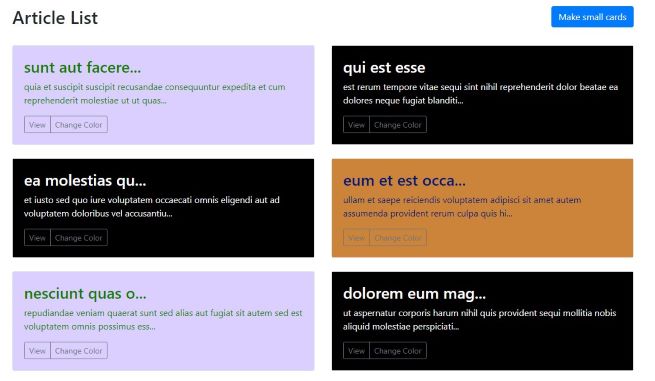 Article List
Make small cards
sunt aut facere...
quia et suscipit suscipit recusandae consequuntur expedita et cum
reprehenderit molestiae ut ut quas...
View
Change Color
qui est esse
est rerum tempore vitae sequi sint nihil reprehenderit dolor beatae ea
dolores neque fugiat blanditi...
View
Change Color
ea molestias qu...
et iusto sed quo iure voluptatem occaecati omnis eligendi aut ad
voluptatem doloribus vel accusantiu...
View
Change Color
eum et est occa...
ullam et saepe reiciendis voluptatem adipisci sit amet autem
assumenda provident rerum culpa quis hi...
View
Change Color
nesciunt quas o...
repudiandae veniam quaerat sunt sed alias aut fugiat sit autem sed est
voluptatem omnis possimus ess...
View
Change Color
dolorem eum mag...
ut aspernatur corporis harum nihil quis provident sequi mollitia nobis
aliquid molestiae perspiciati...
View
Change Color